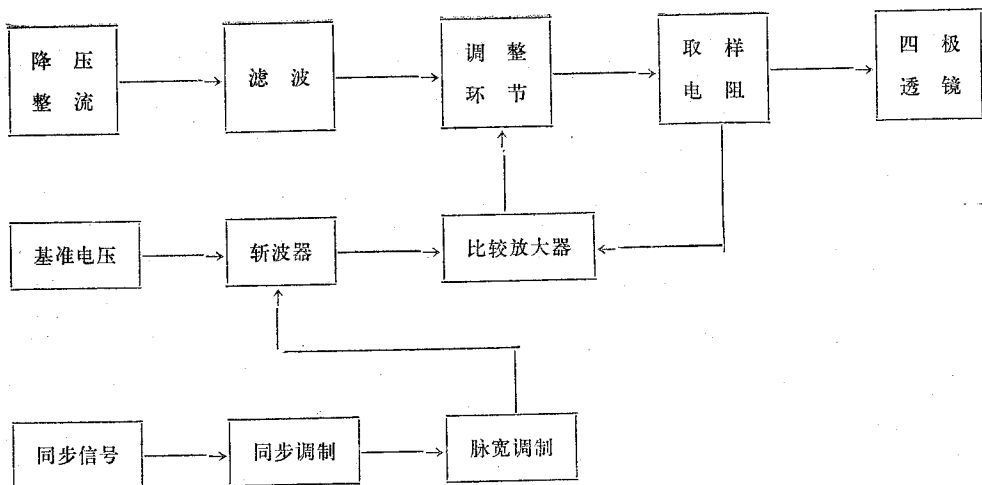 降压
整流
滤波
调整
环节
取样
电阻
四极
透镜
基准电压
斩波器
比较放大器
同步信号
同步调制
脉宽调制